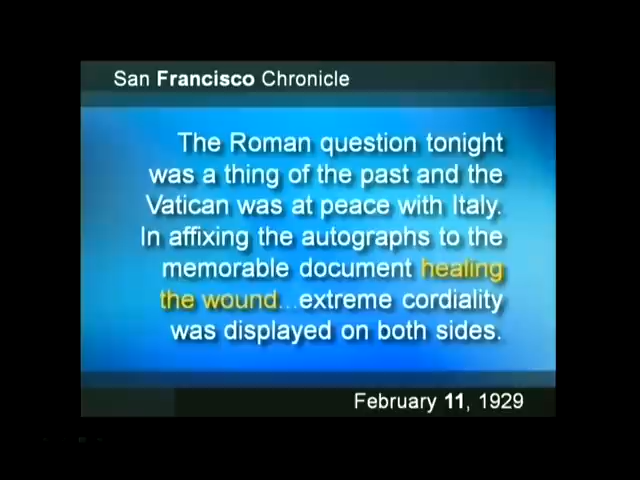 San Francisco Chronicle
The Roman question tonight
was a thing of the past and the
Vatican was at peace with Italy.
In affixing the autographs to the
memorable document healing
the wound...extreme cordiality
was displayed on both sides.
February 11, 1929